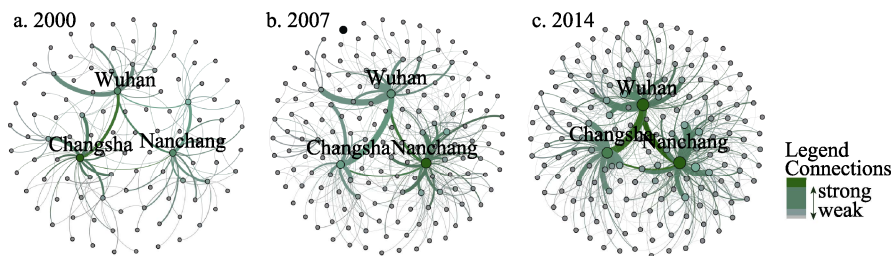 a. 2000
Wuhan
Changsha
Nanchang
b. 2007
Wuhan
Changsha
Nanchang
c. 2014
Wuhan
Changsha
Nanchang
Legend
Connections
strong
weak